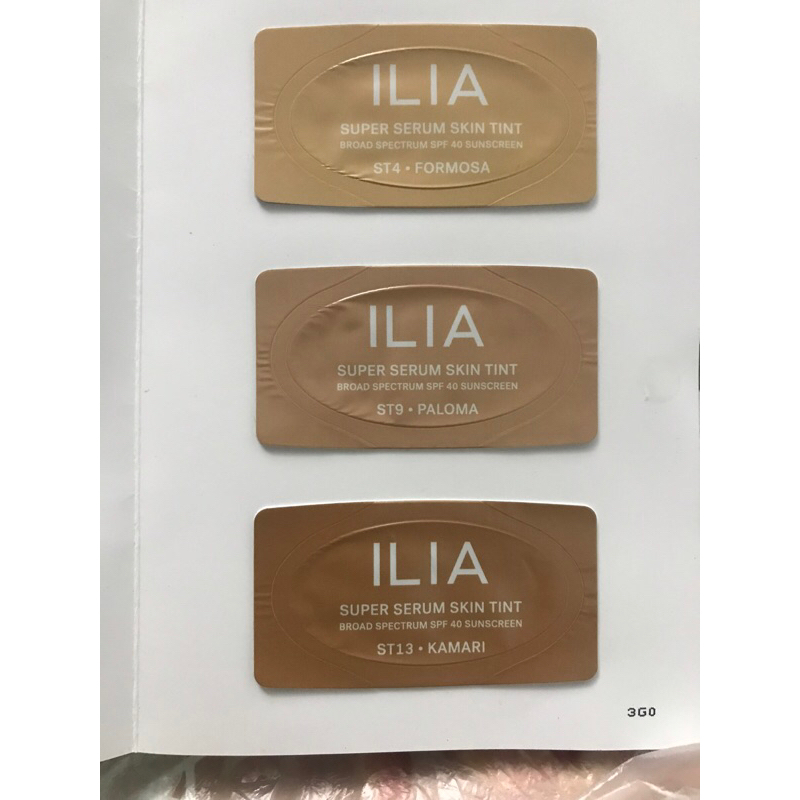 ILIA
SUPER SERUM SKIN TINT
BROAD SPECTRUM SPF 40 SUNSCREEN
ST4 • FORMOSA
ILIA
SUPER SERUM SKIN TINT
BROAD SPECTRUM SPF 40 SUNSCREEN
ST9 • PALOMA
ILIA
SUPER SERUM SKIN TINT
BROAD SPECTRUM SPF 40 SUNSCREEN
ST13 • KAMARI
3G0